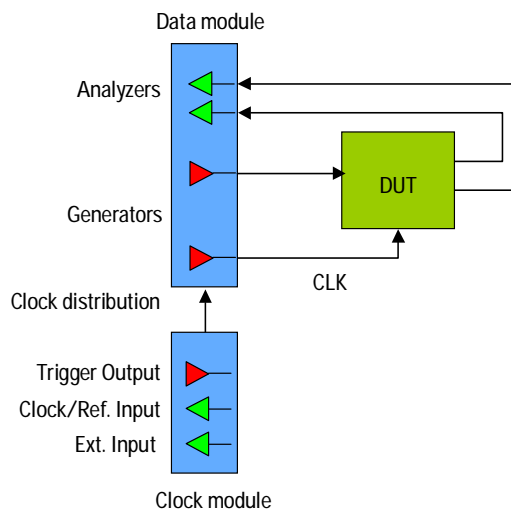 Data module
Analyzers
DUT
Generators
CLK
Clock distribution
Trigger Output
Clock/Ref. Input
Ext. Input
Clock module